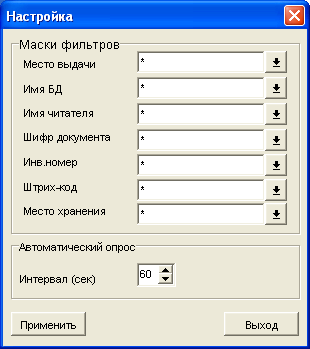 Настройка
Маски фильтров
Место выдачи *
Имя БД *
Имя читателя *
Шифр документа *
Инв.номер *
Штрих-код *
Место хранения *
Автоматический опрос
Интервал (сек) 60
Применить Выход